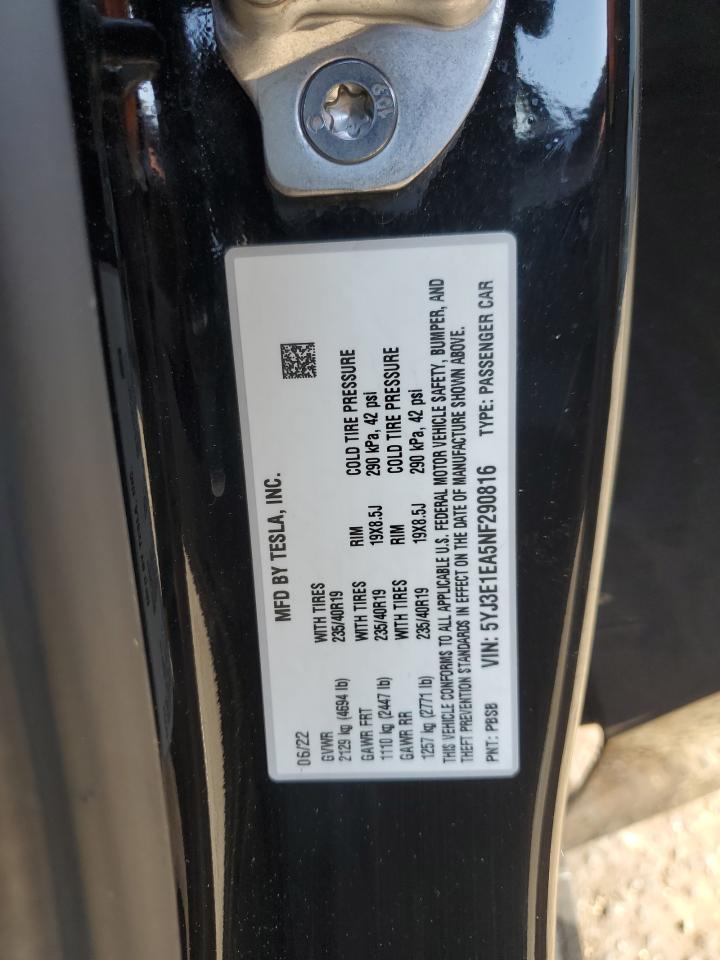 MFD BY TESLA, INC.
06/22
GVWR WITH TIRES RIM COLD TIRE PRESSURE
2129 kg (4694 lb) 235/40R19 19X8.5J 290 kPa, 42 psi
GAWR FRT WITH TIRES RIM COLD TIRE PRESSURE
1110 kg (2447 lb) 235/40R19 19X8.5J 290 kPa, 42 psi
GAWR RR WITH TIRES
1257 kg (2771 lb) 235/40R19
THIS VEHICLE CONFORMS TO ALL APPLICABLE U.S. FEDERAL MOTOR VEHICLE SAFETY, BUMPER, AND
THEFT PREVENTION STANDARDS IN EFFECT ON THE DATE OF MANUFACTURE SHOWN ABOVE.
PNT: PBSB VIN: 5YJ3E1EA5NF290816 TYPE: PASSENGER CAR